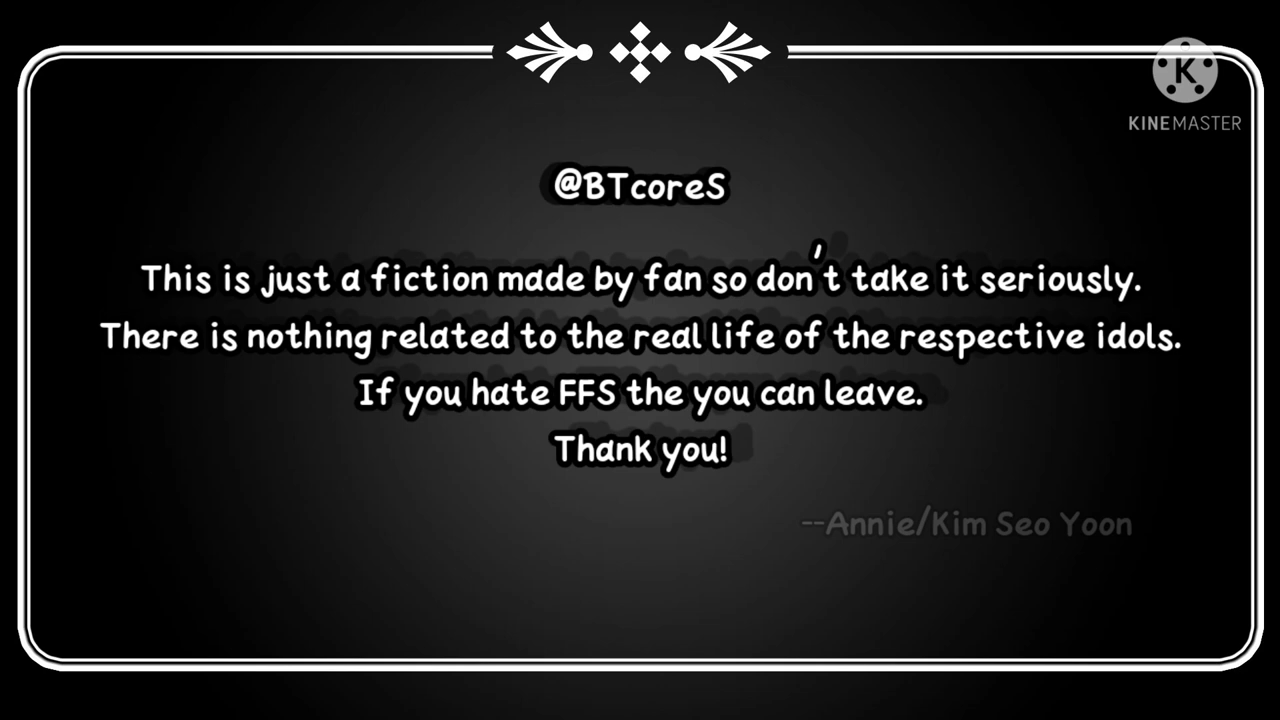 K
KINEMASTER
@BTcoreS
This is just a fiction made by fan so don't take it seriously.
There is nothing related to the real life of the respective idols.
If you hate FFS the you can leave.
Thank you!
--Annie/Kim Seo Yoon